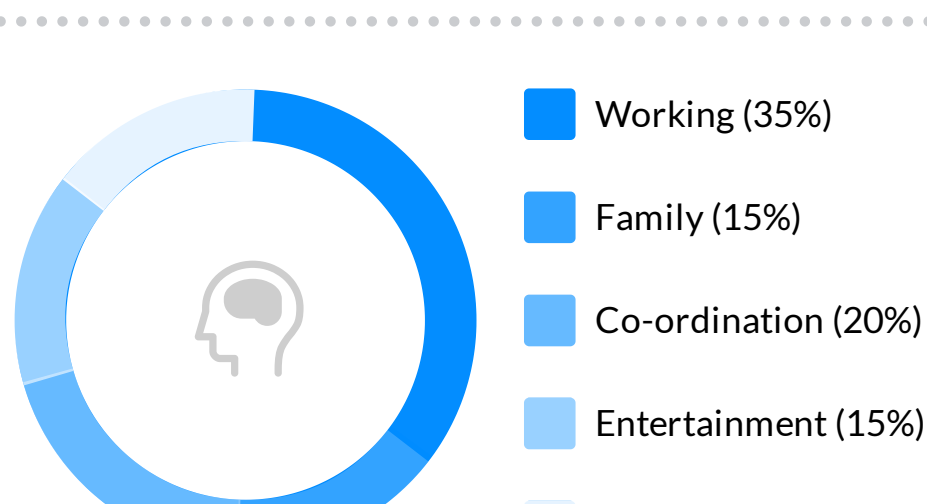 Working (35%)
Family (15%)
Co-ordination (20%)
Entertainment (15%)